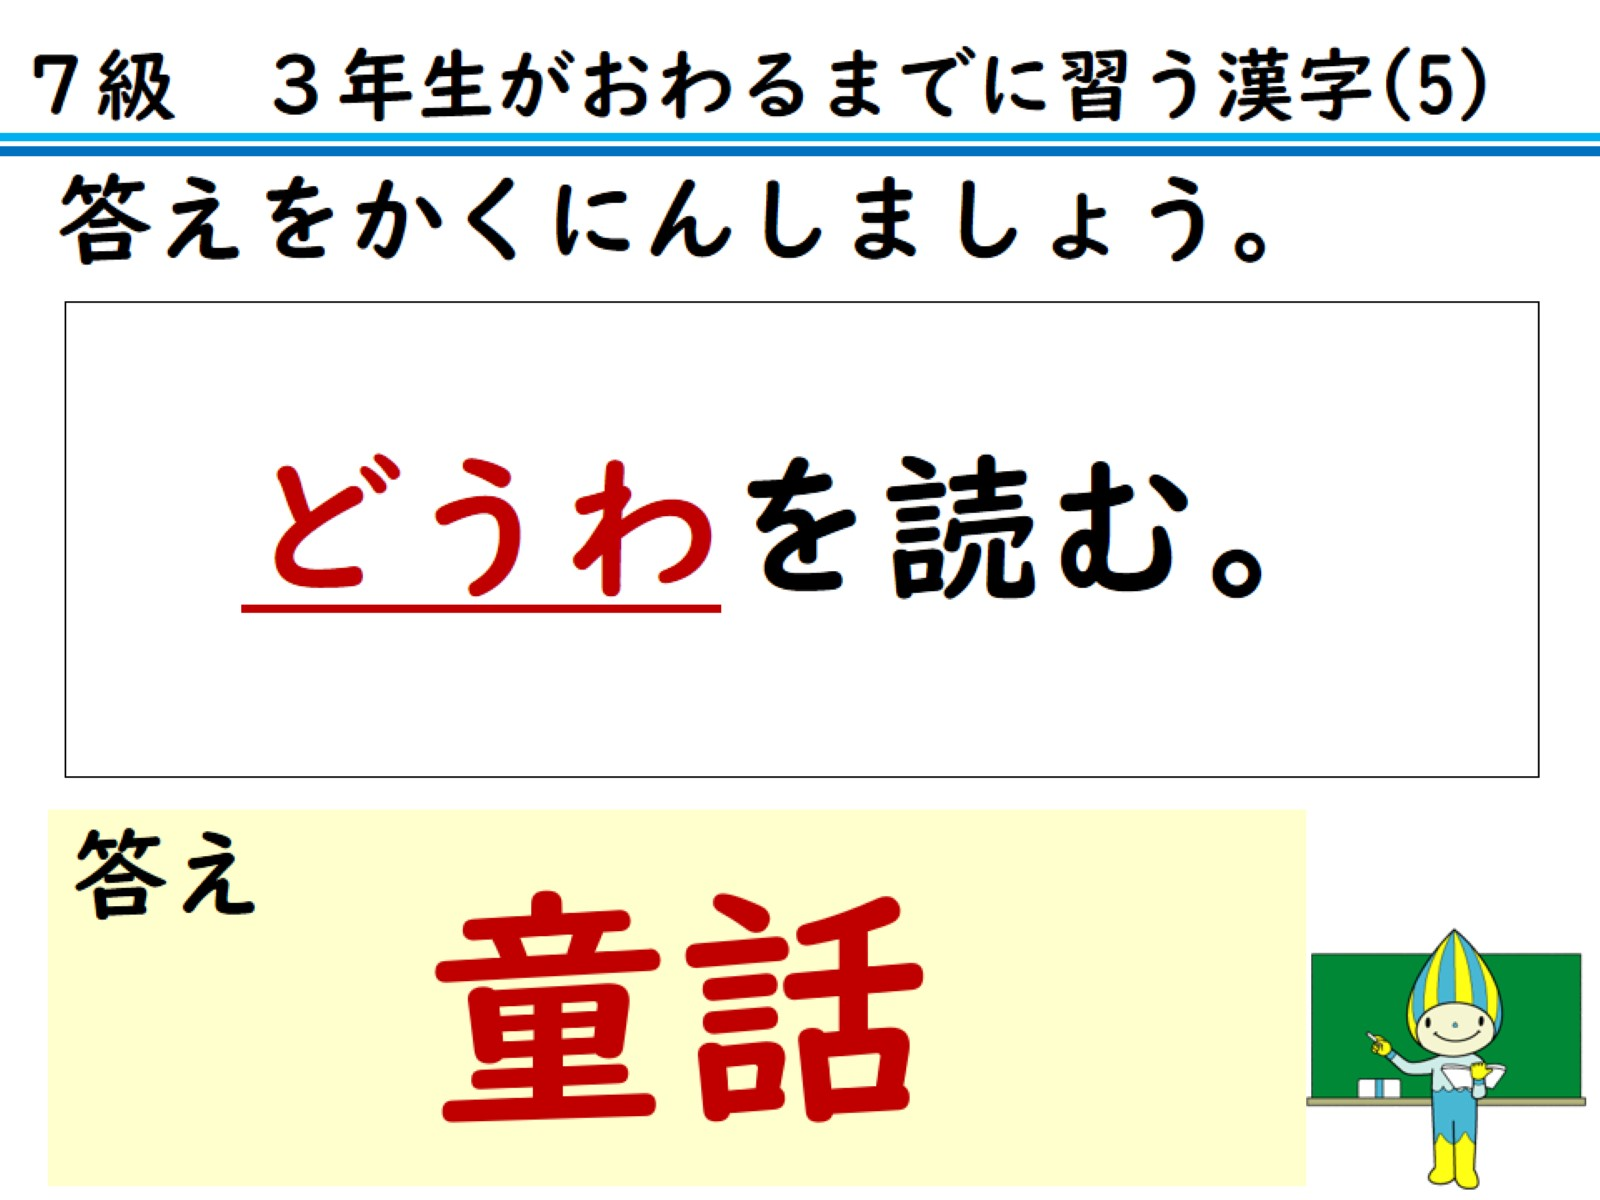 ７級　３年生がおわるまでに習う漢字(5)
答えをかくにんしましょう。
どうわを読む。
答え
童話